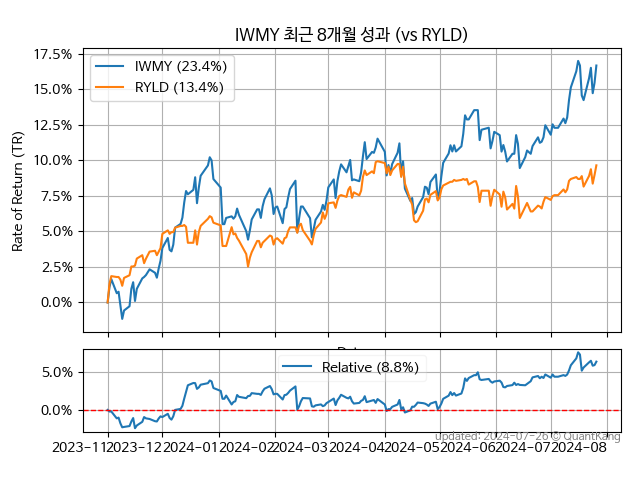 IWMY 최근 8개월 성과 (vs RYLD)
17.5%
15.0%
12.5%
10.0%
7.5%
5.0%
2.5%
0.0%
Rate of Return (TR)
IWMY (23.4%)
RYLD (13.4%)
5.0%
0.0%
Relative (8.8%)
2023-11 2023-12 2024-01 2024-02 2024-03 2024-04 2024-05 2024-06 2024-07 2024-08
updated: 2024-07-26 © QuantKang